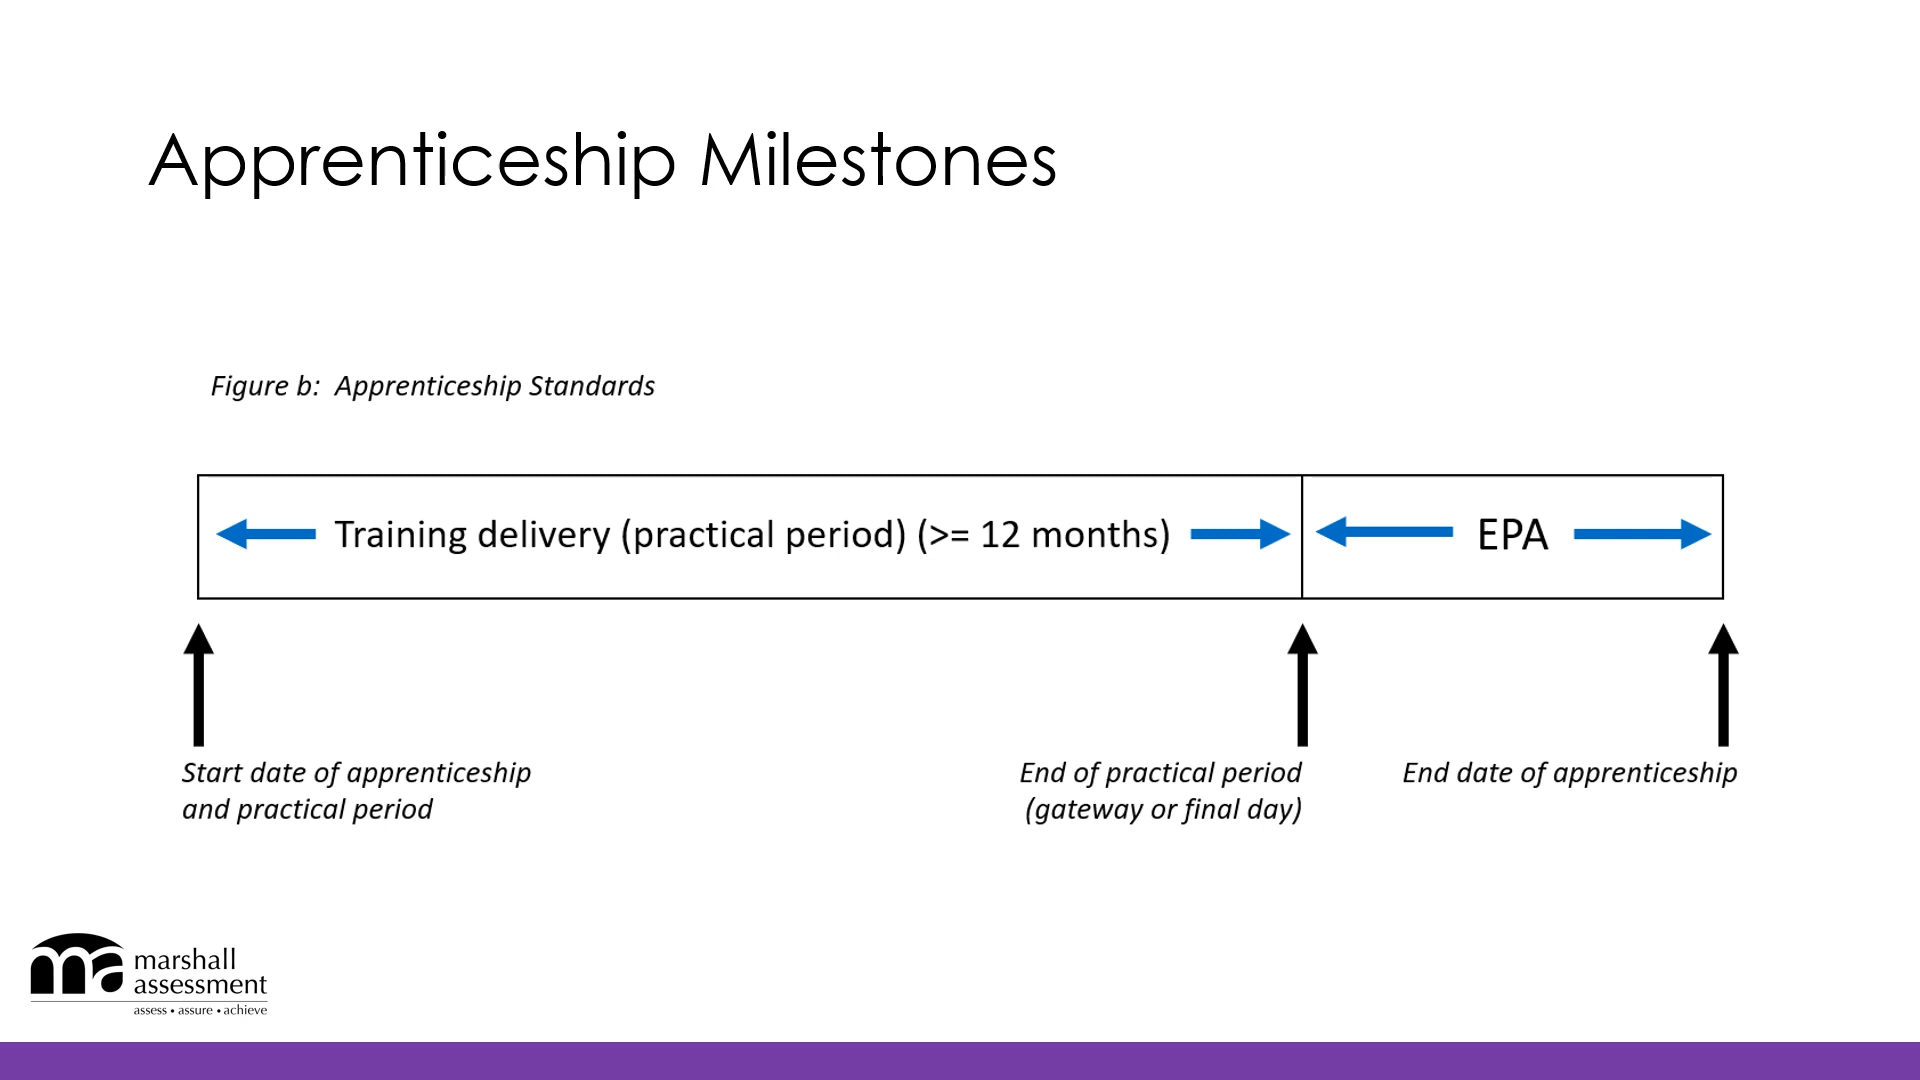 Apprenticeship Milestones
Figure b: Apprenticeship Standards
Training delivery (practical period) (>= 12 months)
EPA
Start date of apprenticeship
and practical period
End of practical period
(gateway or final day)
End date of apprenticeship
ma
marshall
assessment
assess • assure • achieve